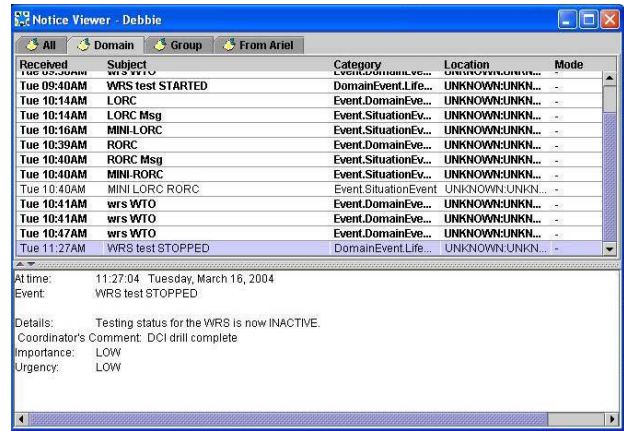 Notice Viewer - Debbie
All Domain Group From Ariel
Received Subject Category Location Mode
Tue 09:40AM WRS test STARTED DomainEvent.Life... UNKNOWN:UNKN... -
Tue 10:14AM LORC Event.DomainEve... UNKNOWN:UNKN... -
Tue 10:14AM LORC Msg Event.SituationEv... UNKNOWN:UNKN... -
Tue 10:16AM MINI-LORC Event.SituationEv... UNKNOWN:UNKN... -
Tue 10:39AM RORC Event.DomainEve... UNKNOWN:UNKN... -
Tue 10:40AM RORC Msg Event.SituationEv... UNKNOWN:UNKN... -
Tue 10:40AM MINI-RORC Event.SituationEv... UNKNOWN:UNKN... -
Tue 10:40AM MINI LORC RORC Event.SituationEvent UNKNOWN:UNKN... -
Tue 10:41AM wrs WTO Event.DomainEve... UNKNOWN:UNKN... -
Tue 10:41AM wrs WTO Event.DomainEve... UNKNOWN:UNKN... -
Tue 10:47AM wrs WTO Event.DomainEve... UNKNOWN:UNKN... -
Tue 11:27AM WRS test STOPPED DomainEvent.Life... UNKNOWN:UNKN... -
At time: 11:27:04 Tuesday, March 16, 2004
Event: WRS test STOPPED
Details: Testing status for the WRS is now INACTIVE.
Coordinator's Comment: DCI drill complete
Importance: LOW
Urgency: LOW